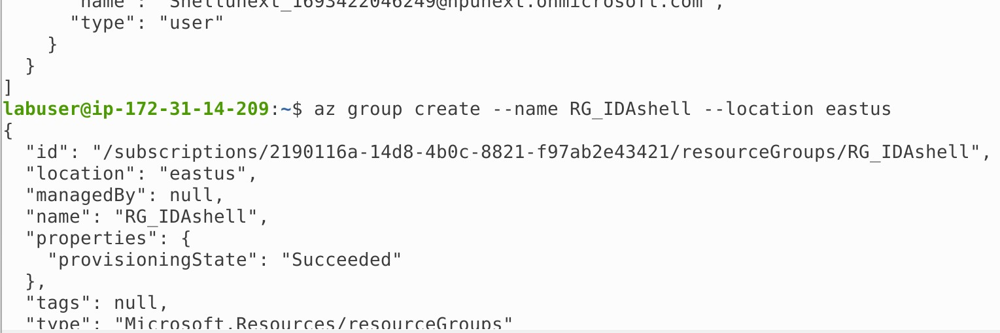 "name": "Shellunext_1693422046249@npunext.onmicrosoft.com",
"type": "user"
}
}
]
labuser@ip-172-31-14-209:~$ az group create --name RG_IDAshell --location eastus
{
"id": "/subscriptions/2190116a-14d8-4b0c-8821-f97ab2e43421/resourceGroups/RG_IDAshell",
"location": "eastus",
"managedBy": null,
"name": "RG_IDAshell",
"properties": {
"provisioningState": "Succeeded"
},
"tags": null,
"type": "Microsoft.Resources/resourceGroups"